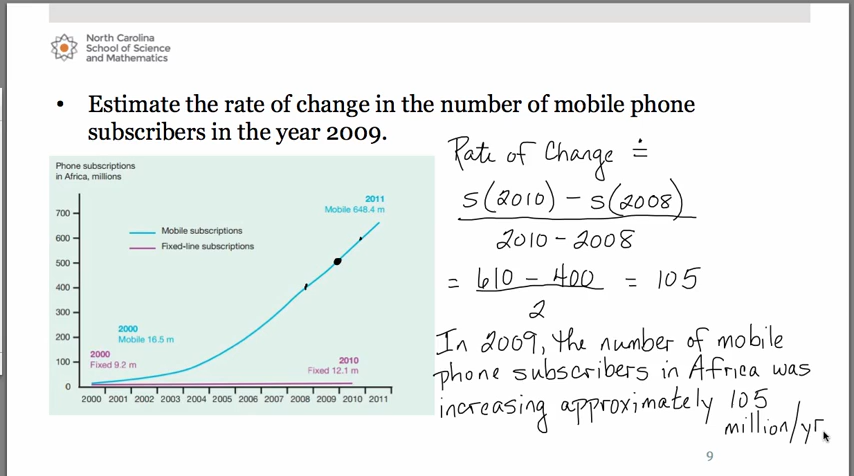 North Carolina
School of Science
and Mathematics
• Estimate the rate of change in the number of mobile phone
subscribers in the year 2009.
Phone subscriptions
in Africa, millions
700
600
500
400
300
200
100
0
2011
Mobile 648.4 m
Mobile subscriptions
Fixed-line subscriptions
2000
Mobile 16.5 m
2000
Fixed 9.2 m
2010
Fixed 12.1 m
2000 2001 2002 2003 2004 2005 2006 2007 2008 2009 2010 2011
Rate of Change ≐
S(2010) - S(2008)
2010 - 2008
= 610 - 400 = 105
2
In 2009, the number of mobile
phone subscribers in Africa was
increasing approximately 105
million/yr.
9